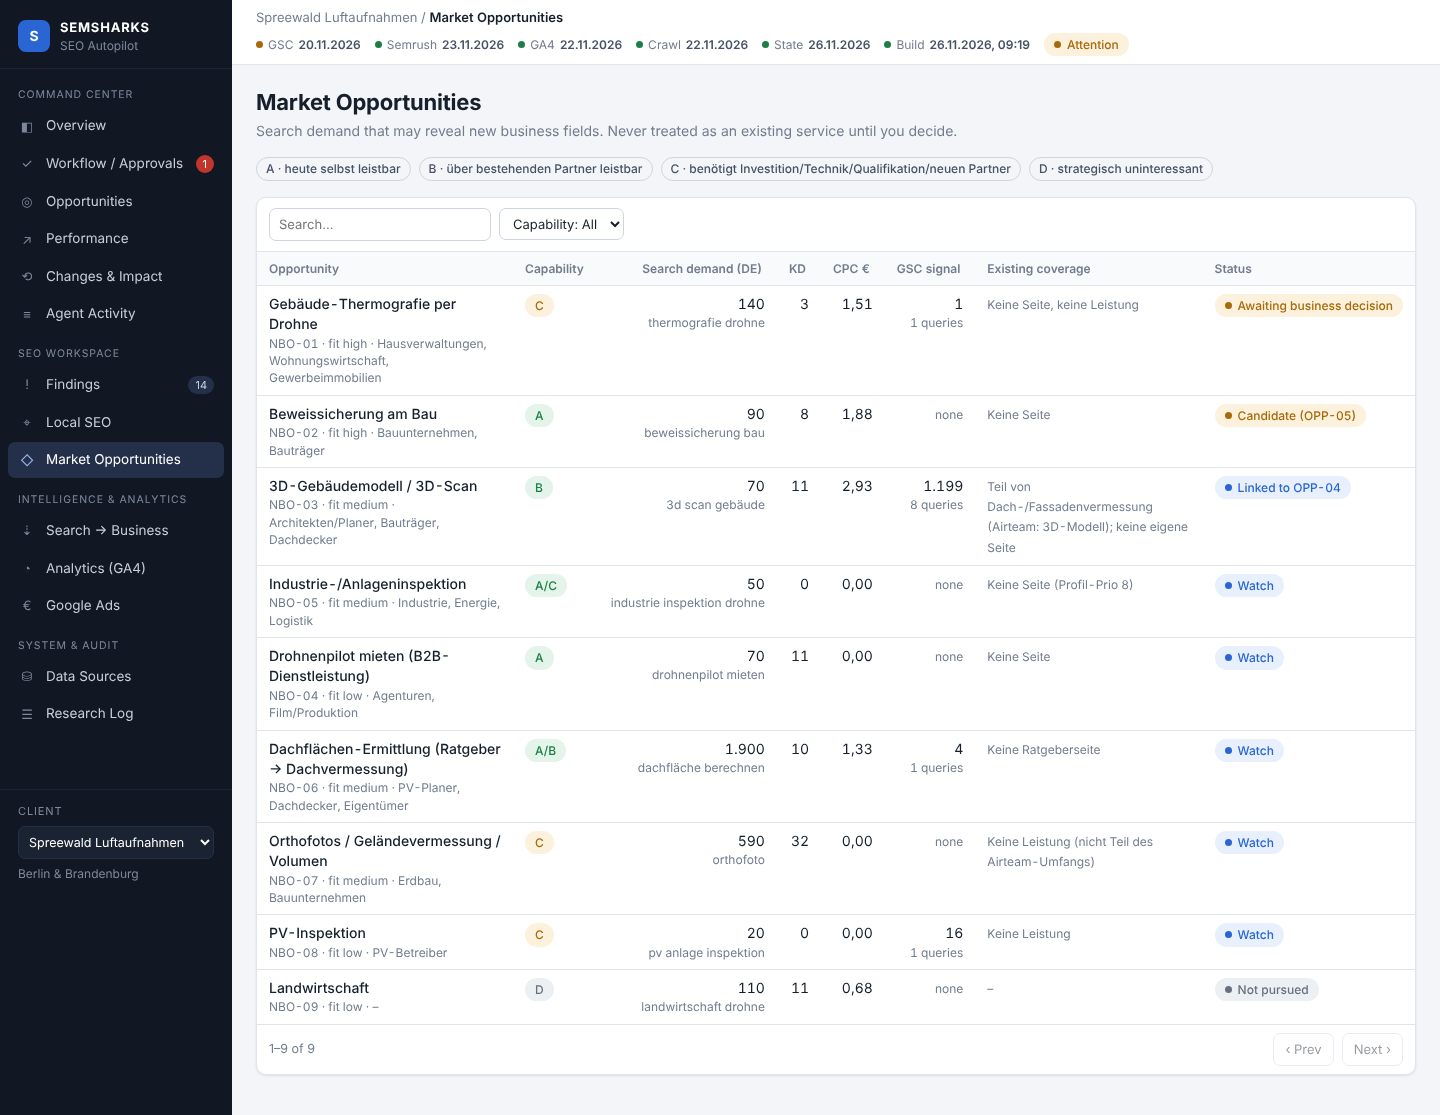 S
SEMSHARKS
SEO Autopilot
COMMAND CENTER
Overview
Workflow / Approvals 1
Opportunities
Performance
Changes & Impact
Agent Activity
SEO WORKSPACE
Findings 14
Local SEO
Market Opportunities
INTELLIGENCE & ANALYTICS
Search → Business
Analytics (GA4)
€ Google Ads
SYSTEM & AUDIT
Data Sources
Research Log
CLIENT
Spreewald Luftaufnahmen
Berlin & Brandenburg
Spreewald Luftaufnahmen / Market Opportunities
GSC 20.11.2026 Semrush 23.11.2026 GA4 22.11.2026 Crawl 22.11.2026 State 26.11.2026 Build 26.11.2026, 09:19 Attention
Market Opportunities
Search demand that may reveal new business fields. Never treated as an existing service until you decide.
A · heute selbst leistbar B · über bestehenden Partner leistbar C · benötigt Investition/Technik/Qualifikation/neuen Partner D · strategisch uninteressant
Search... Capability: All
Opportunity Capability Search demand (DE) KD CPC € GSC signal Existing coverage Status
Gebäude-Thermografie per Drohne
NBO-01 · fit high · Hausverwaltungen, Wohnungswirtschaft, Gewerbeimmobilien
C
140
thermografie drohne
3
1,51
1
1 queries
Keine Seite, keine Leistung
Awaiting business decision
Beweissicherung am Bau
NBO-02 · fit high · Bauunternehmen, Bauträger
A
90
beweissicherung bau
8
1,88
none
Keine Seite
Candidate (OPP-05)
3D-Gebäudemodell / 3D-Scan
NBO-03 · fit medium · Architekten/Planer, Bauträger, Dachdecker
B
70
3d scan gebäude
11
2,93
1.199
8 queries
Teil von Dach-/Fassadenvermessung (Airteam: 3D-Modell); keine eigene Seite
Linked to OPP-04
Industrie-/Anlageninspektion
NBO-05 · fit medium · Industrie, Energie, Logistik
A/C
50
industrie inspektion drohne
0
0,00
none
Keine Seite (Profil-Prio 8)
Watch
Drohnenpilot mieten (B2B-Dienstleistung)
NBO-04 · fit low · Agenturen, Film/Produktion
A
70
drohnenpilot mieten
11
0,00
none
Keine Seite
Watch
Dachflächen-Ermittlung (Ratgeber → Dachvermessung)
NBO-06 · fit medium · PV-Planer, Dachdecker, Eigentümer
A/B
1.900
dachfläche berechnen
10
1,33
4
1 queries
Keine Ratgeberseite
Watch
Orthofotos / Geländevermessung / Volumen
NBO-07 · fit medium · Erdbau, Bauunternehmen
C
590
orthofoto
32
0,00
none
Keine Leistung (nicht Teil des Airteam-Umfangs)
Watch
PV-Inspektion
NBO-08 · fit low · PV-Betreiber
C
20
pv anlage inspektion
0
0,00
16
1 queries
Keine Leistung
Watch
Landwirtschaft
NBO-09 · fit low · –
D
110
landwirtschaft drohne
11
0,68
none
–
Not pursued
1–9 of 9
‹ Prev Next ›